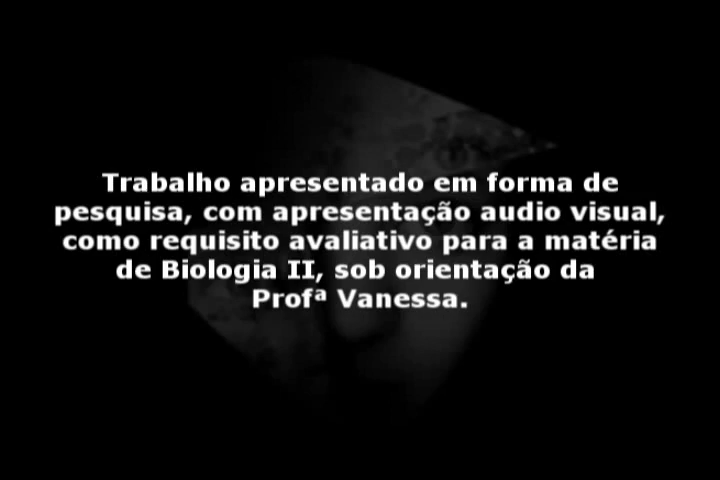 Trabalho apresentado em forma de
pesquisa, com apresentação audio visual,
como requisito avaliativo para a matéria
de Biologia II, sob orientação da
Profª Vanessa.